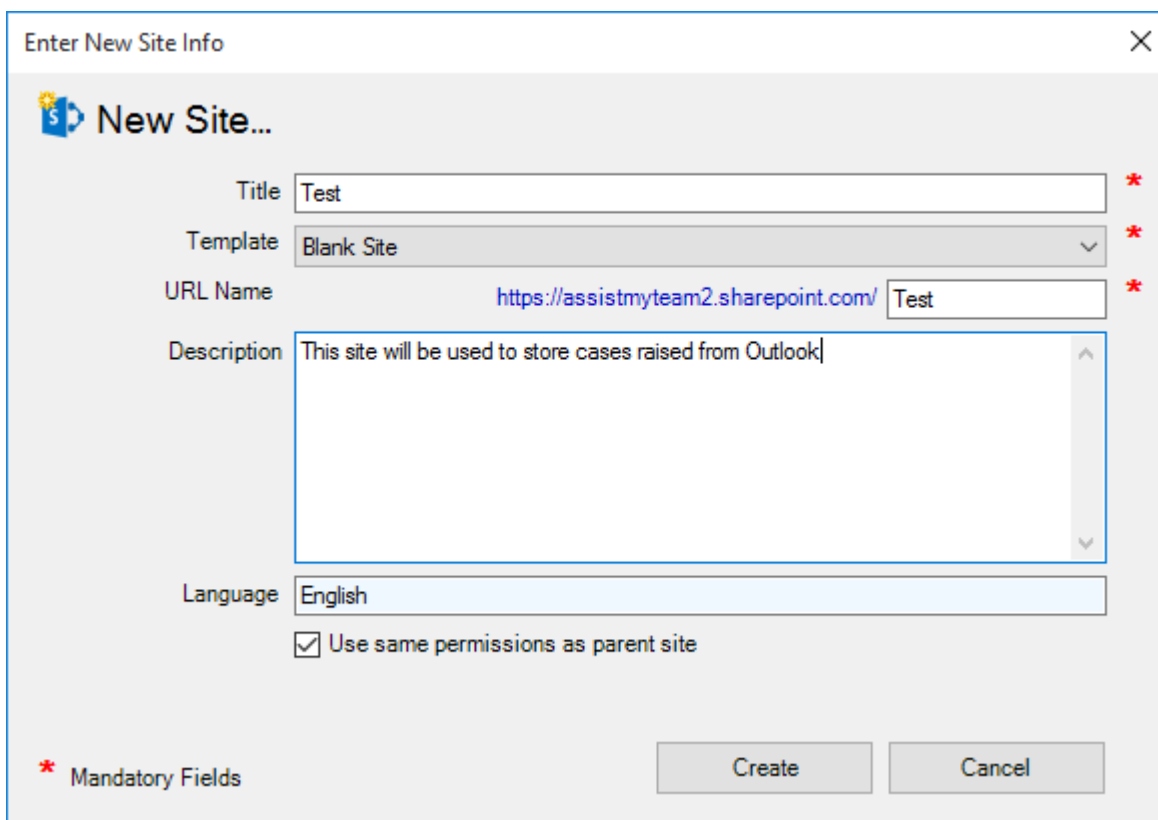 Enter New Site Info
New Site...
Title Test *
Template Blank Site *
URL Name https://assistmyteam2.sharepoint.com/ Test *
Description This site will be used to store cases raised from Outlook
Language English
Use same permissions as parent site
* Mandatory Fields Create Cancel